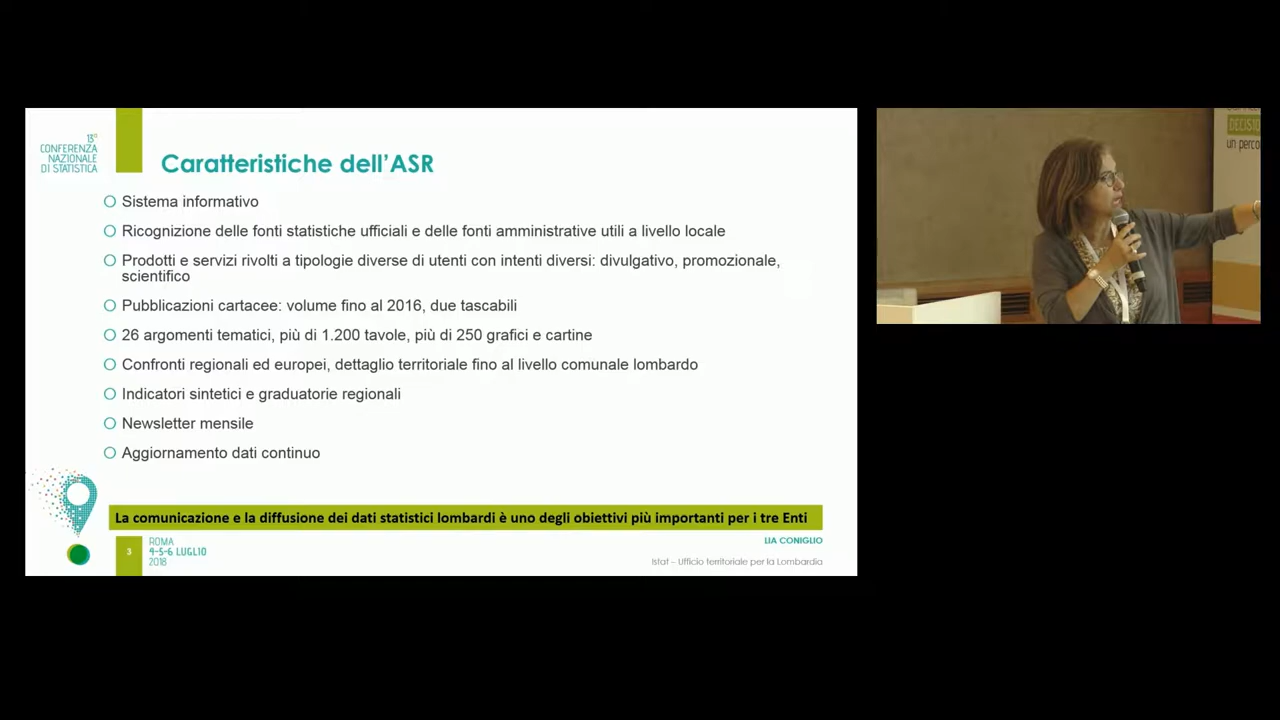 13°
CONFERENZA
NAZIONALE
DI STATISTICA
Caratteristiche dell'ASR
Sistema informativo
Ricognizione delle fonti statistiche ufficiali e delle fonti amministrative utili a livello locale
Prodotti e servizi rivolti a tipologie diverse di utenti con intenti diversi: divulgativo, promozionale,
scientifico
Pubblicazioni cartacee: volume fino al 2016, due tascabili
26 argomenti tematici, più di 1.200 tavole, più di 250 grafici e cartine
Confronti regionali ed europei, dettaglio territoriale fino al livello comunale lombardo
Indicatori sintetici e graduatorie regionali
Newsletter mensile
Aggiornamento dati continuo
La comunicazione e la diffusione dei dati statistici lombardi è uno degli obiettivi più importanti per i tre Enti
3
ROMA
4-5-6 LUGLIO
2018
LIA CONIGLIO
Istat – Ufficio territoriale per la Lombardia
DECIS
un perco